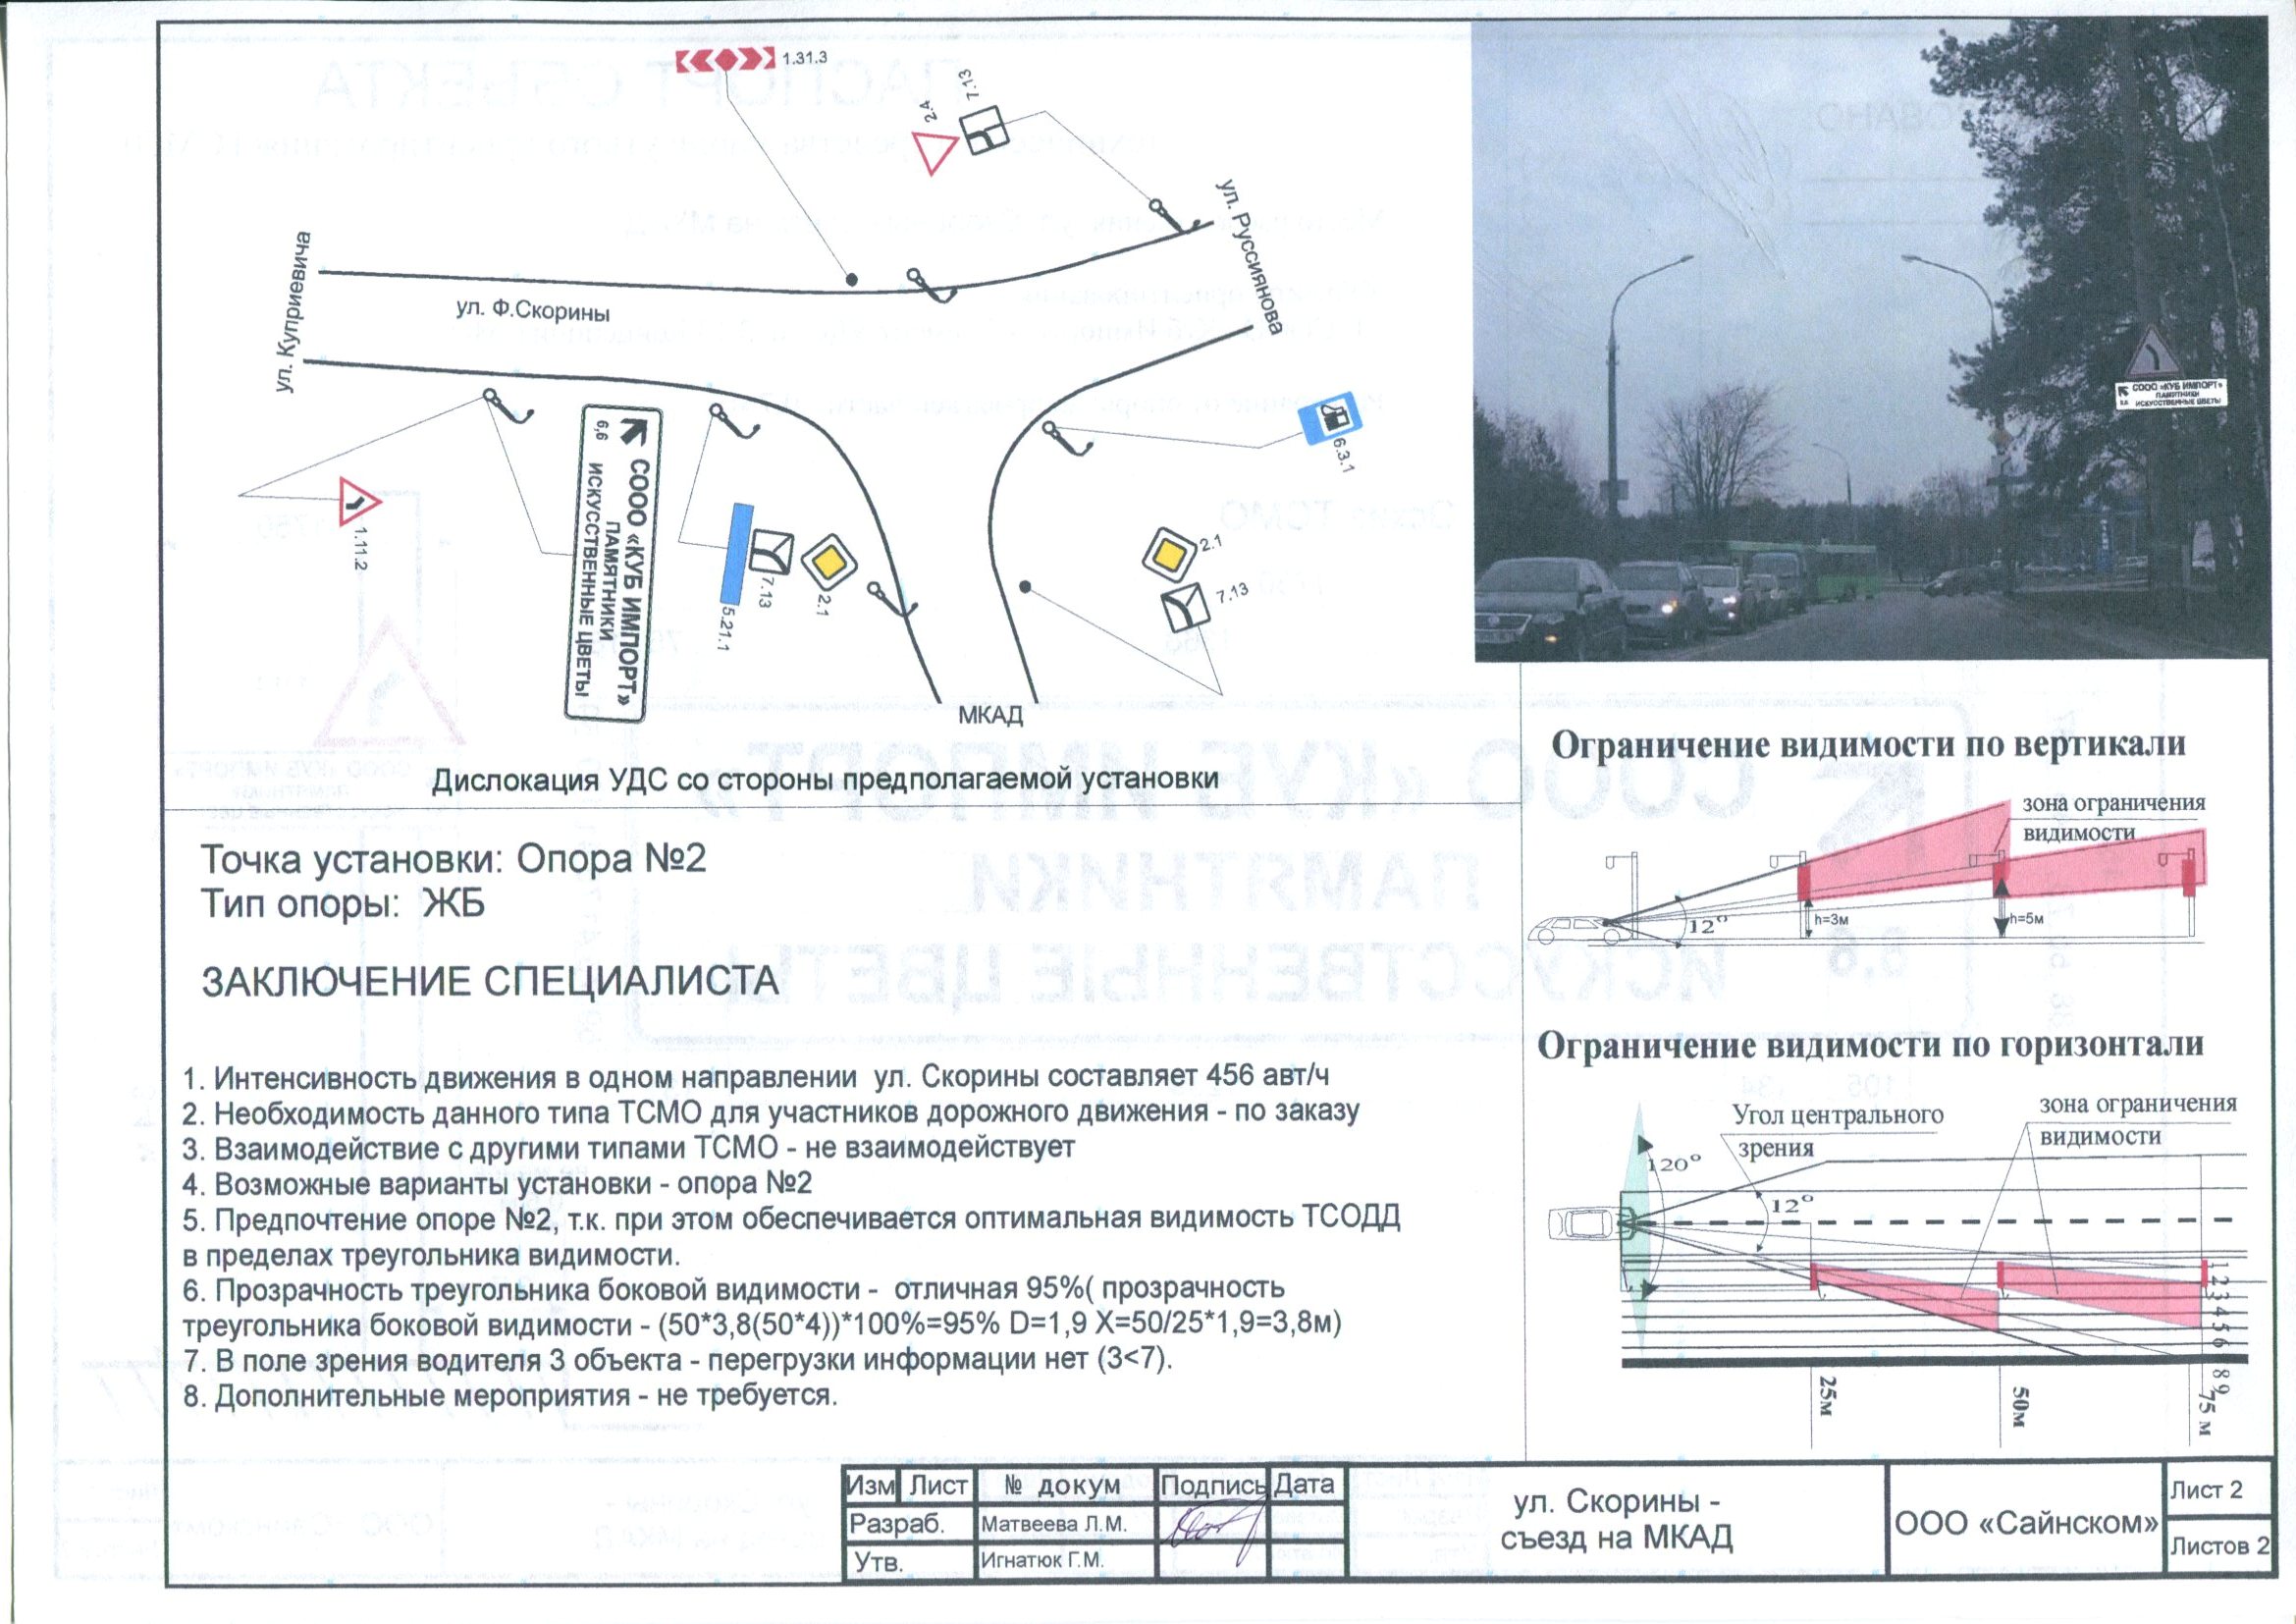 1.31.3
7.13
2.4
ул. Руссиянова
ул. Куприевича
ул. Ф.Скорины
6.3.1
1.11.2
6,6
СООО «КУБ ИМПОРТ»
ПАМЯТНИКИ
ИСКУССТВЕННЫЕ ЦВЕТЫ
5.21.1
7.13
2.1
2.1
7.13
МКАД
Дислокация УДС со стороны предполагаемой установки
СООО «КУБ ИМПОРТ»
ПАМЯТНИКИ
6,6 ИСКУССТВЕННЫЕ ЦВЕТЫ
Точка установки: Опора №2
Тип опоры: ЖБ
ЗАКЛЮЧЕНИЕ СПЕЦИАЛИСТА
1. Интенсивность движения в одном направлении ул. Скорины составляет 456 авт/ч
2. Необходимость данного типа ТСМО для участников дорожного движения - по заказу
3. Взаимодействие с другими типами ТСМО - не взаимодействует
4. Возможные варианты установки - опора №2
5. Предпочтение опоре №2, т.к. при этом обеспечивается оптимальная видимость ТСОДД
в пределах треугольника видимости.
6. Прозрачность треугольника боковой видимости - отличная 95%( прозрачность
треугольника боковой видимости - (50*3,8(50*4))*100%=95% D=1,9 X=50/25*1,9=3,8м)
7. В поле зрения водителя 3 объекта - перегрузки информации нет (3<7).
8. Дополнительные мероприятия - не требуется.
Ограничение видимости по вертикали
зона ограничения
видимости
12°
h=3м
h=5м
Ограничение видимости по горизонтали
Угол центрального
зрения
зона ограничения
видимости
120°
12°
1 2 3 4 5 6 8 9
25м
50м
75 м
Изм Лист № докум Подпись Дата
Разраб. Матвеева Л.М.
Утв. Игнатюк Г.М.
ул. Скорины -
съезд на МКАД
ООО «Сайнском»
Лист 2
Листов 2